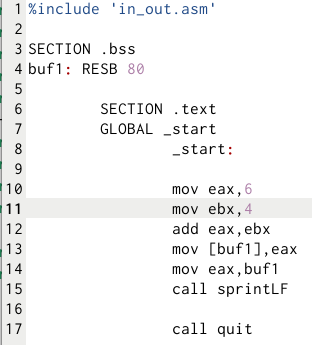 1 %include 'in_out.asm'
2
3 SECTION .bss
4 buf1: RESB 80
5
6 SECTION .text
7 GLOBAL _start
8 _start:
9
10 mov eax,6
11 mov ebx,4
12 add eax,ebx
13 mov [buf1],eax
14 mov eax,buf1
15 call sprintLF
16
17 call quit